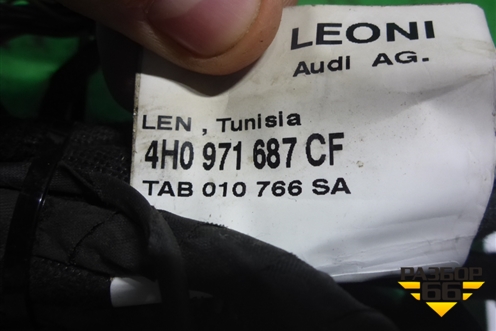 LEONI
Audi AG.
LEN , Tunisia
4H0 971 687 CF
TAB 010 766 SA
РАЗБОР
66